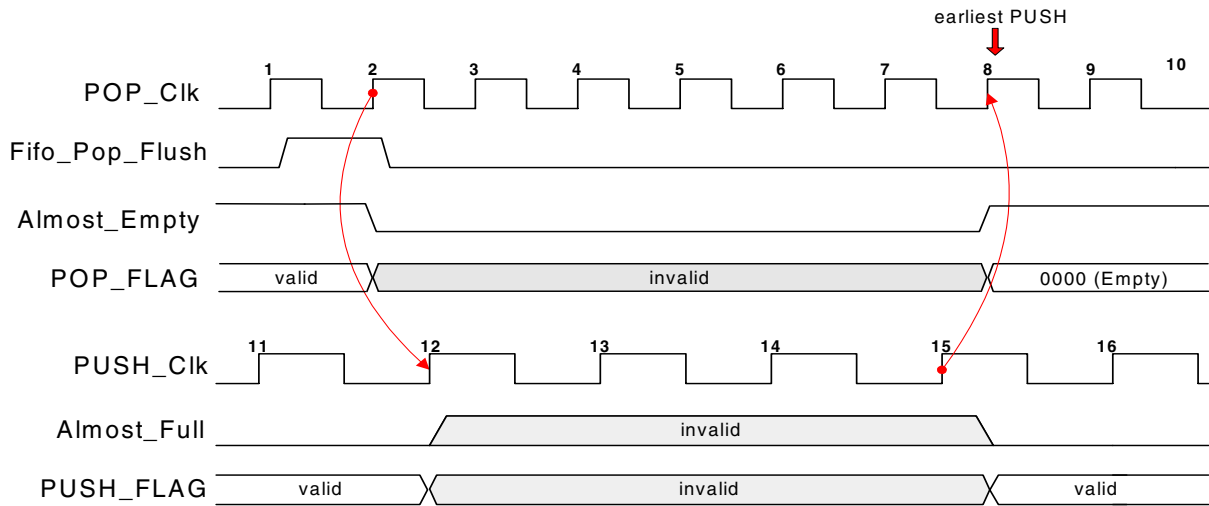 earliest PUSH
1 2 3 4 5 6 7 8 9 10
POP_Clk
Fifo_Pop_Flush
Almost_Empty
POP_FLAG valid invalid 0000 (Empty)
11 12 13 14 15 16
PUSH_Clk
Almost_Full invalid
PUSH_FLAG valid invalid valid